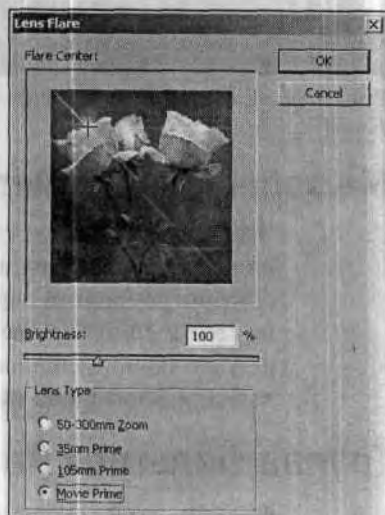 Lens Flare
Flare Center:
OK
Cancel
Brightness:
100 %
Lens Type
50-300mm Zoom
35mm Prime
105mm Prime
Movie Prime